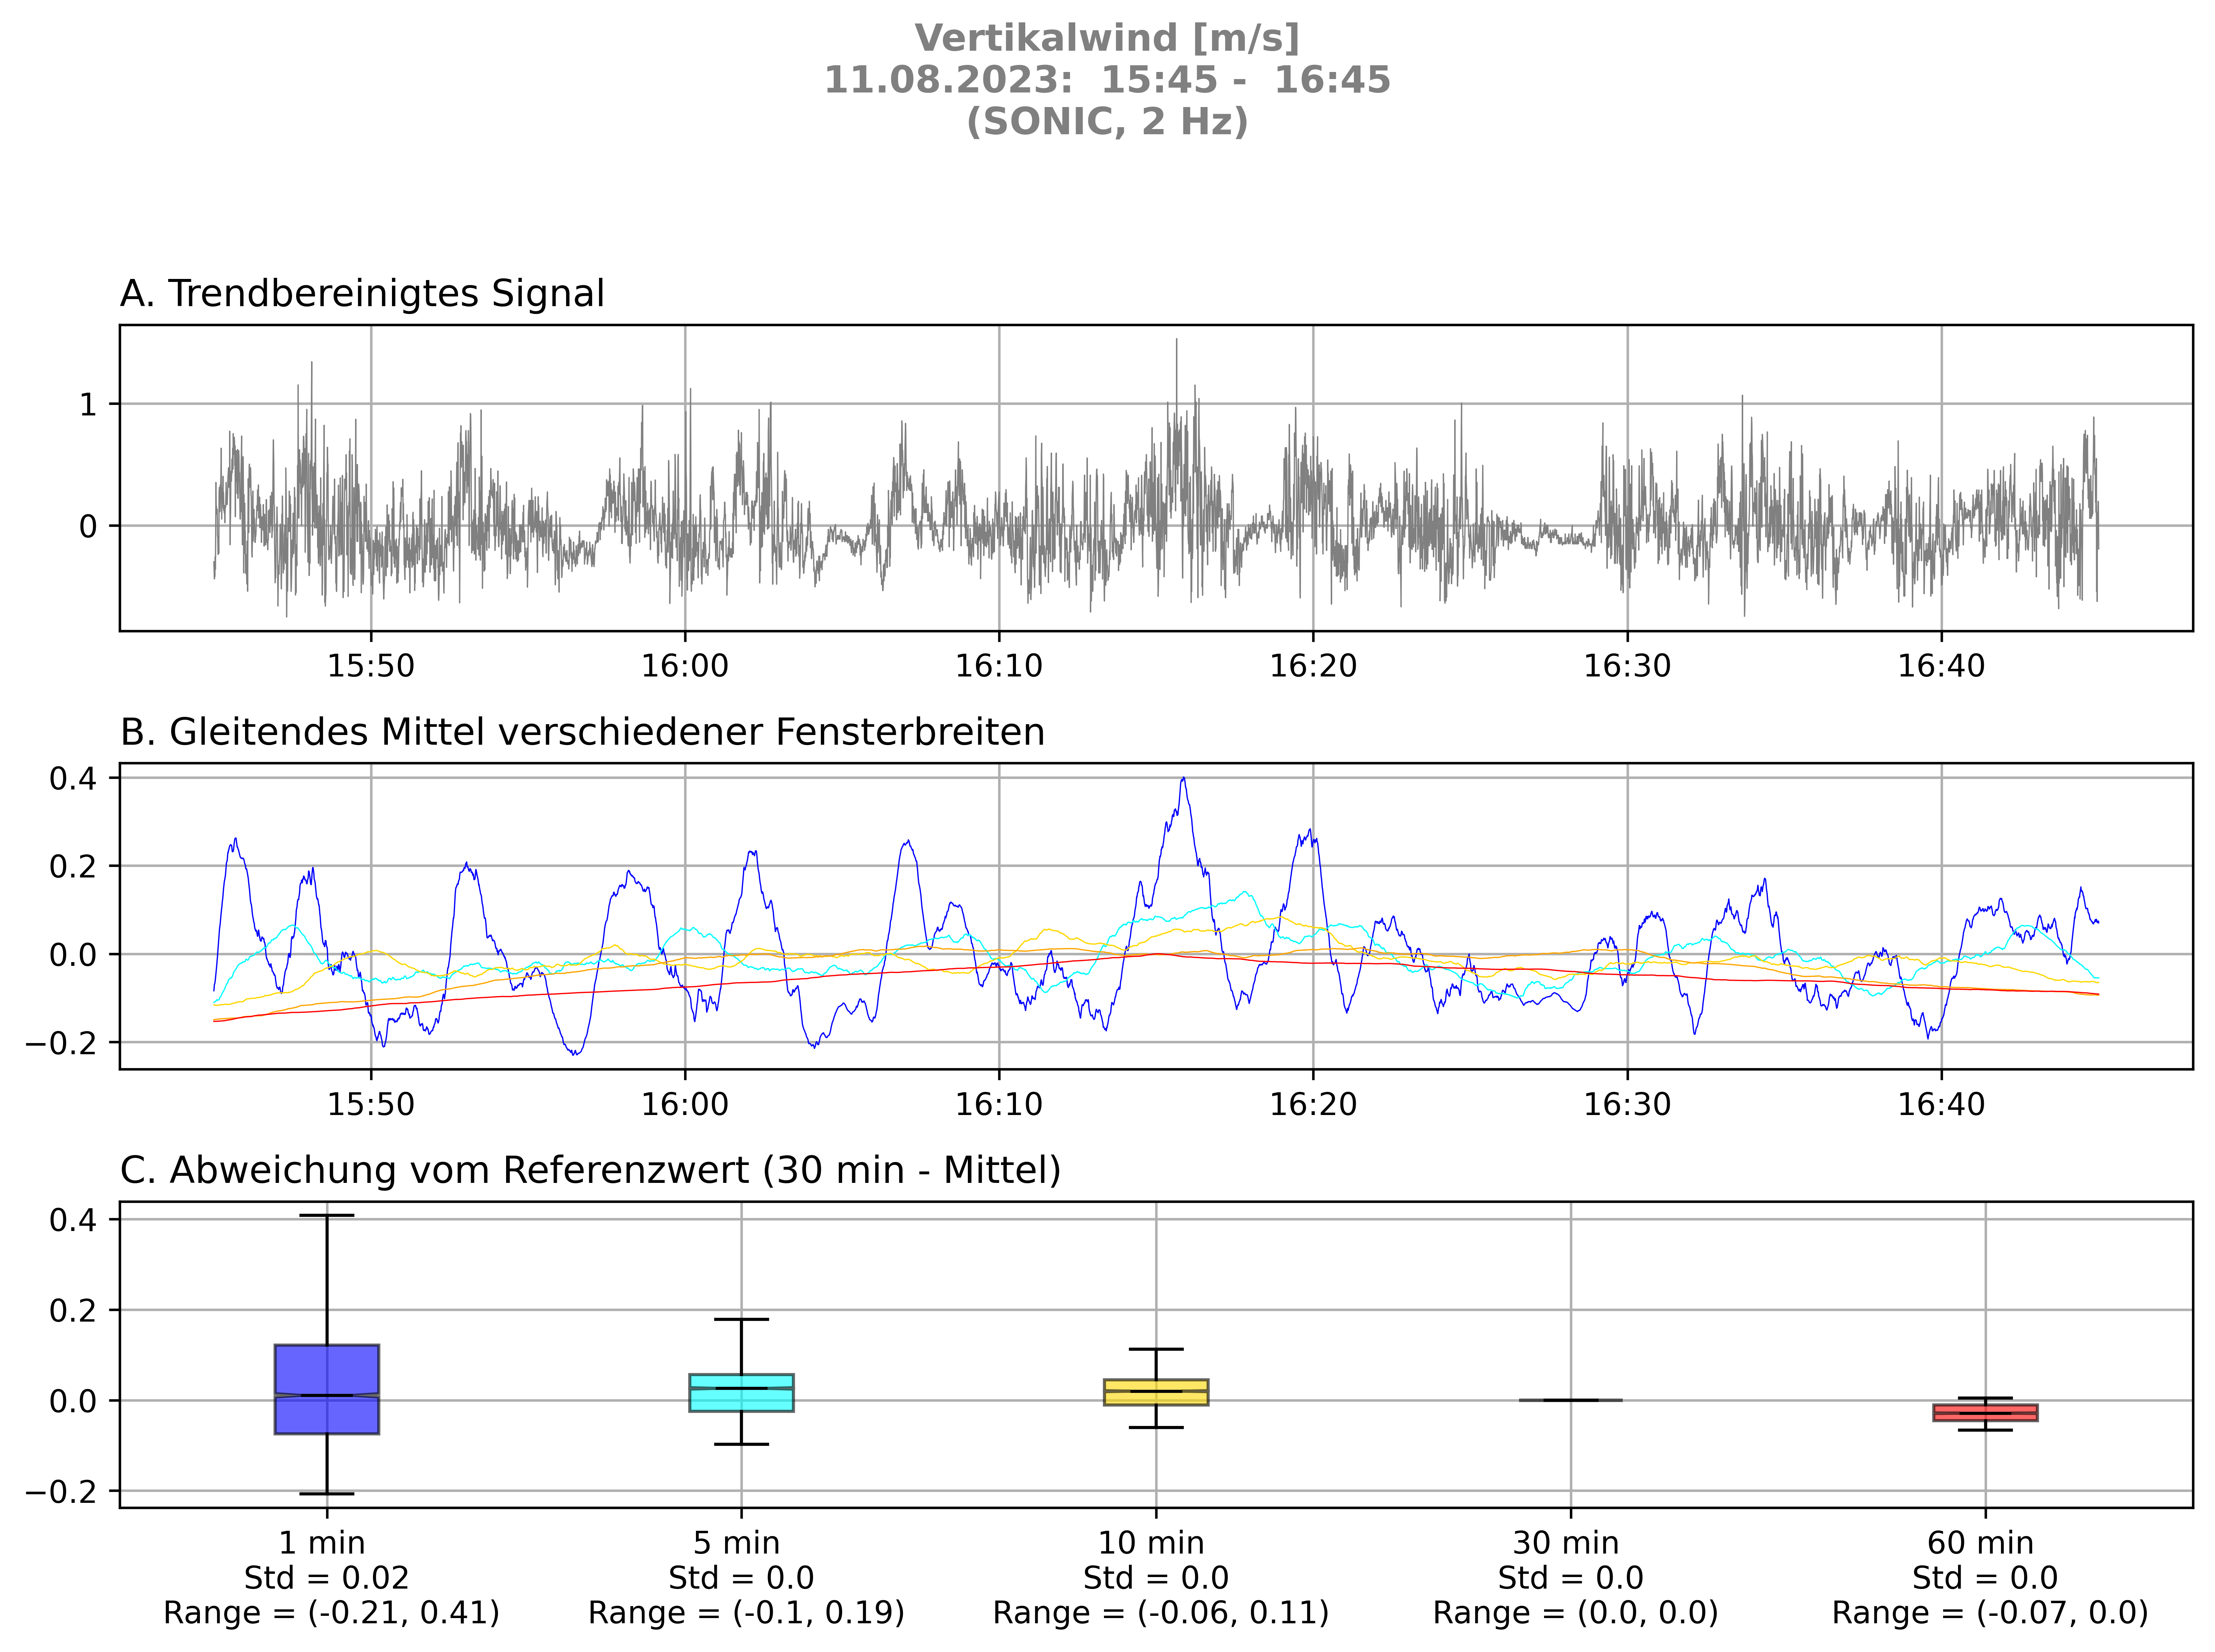 Vertikalwind [m/s]
11.08.2023:  15:45 -  16:45
(SONIC, 2 Hz)
A. Trendbereinigtes Signal
1
0
15:50 16:00 16:10 16:20 16:30 16:40
B. Gleitendes Mittel verschiedener Fensterbreiten
0.4
0.2
0.0
−0.2
15:50 16:00 16:10 16:20 16:30 16:40
C. Abweichung vom Referenzwert (30 min - Mittel)
0.4
0.2
0.0
−0.2
1 min 5 min 10 min 30 min 60 min
Std = 0.02 Std = 0.0 Std = 0.0 Std = 0.0 Std = 0.0
Range = (-0.21, 0.41) Range = (-0.1, 0.19) Range = (-0.06, 0.11) Range = (0.0, 0.0) Range = (-0.07, 0.0)